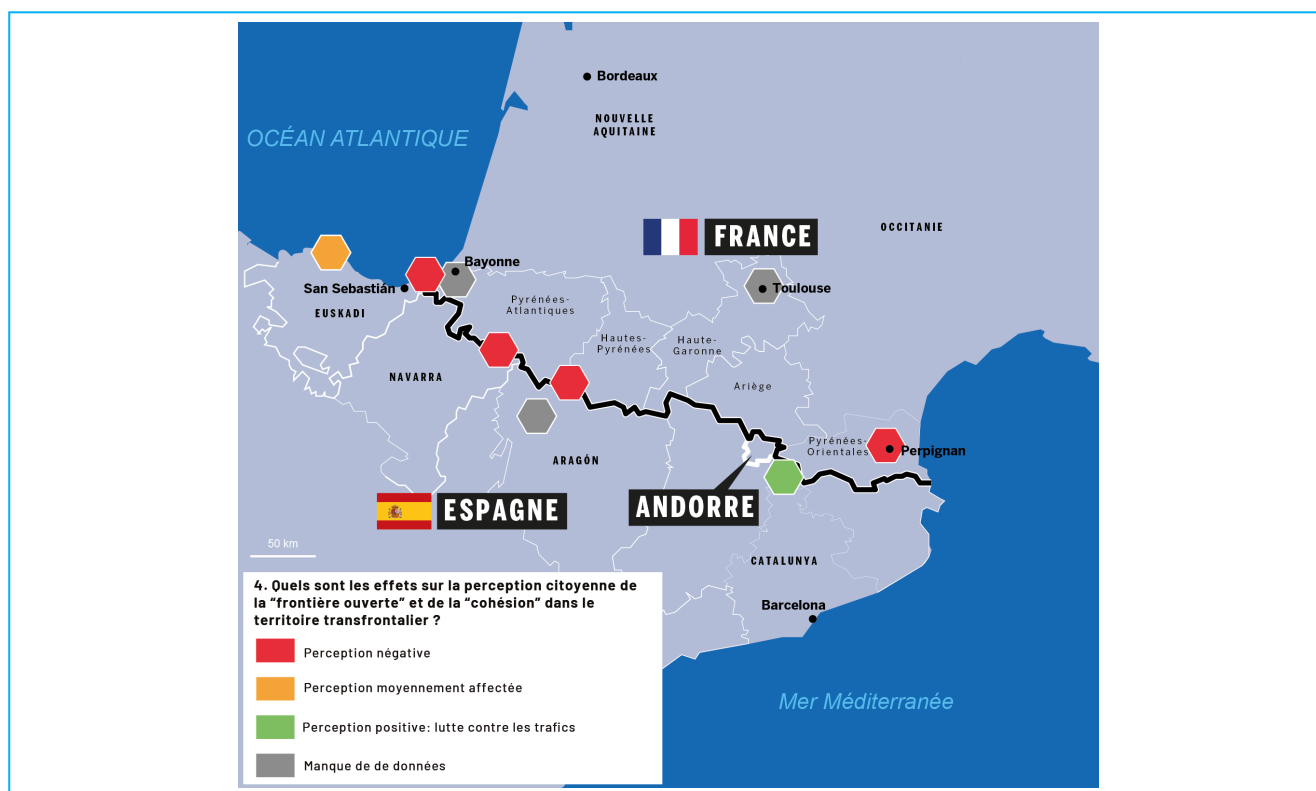 Bordeaux
OCÉAN ATLANTIQUE
NOUVELLE
AQUITAINE
FRANCE
OCCITANIE
Bayonne
San Sebastián
Toulouse
EUSKADI
Pyrénées-
Atlantiques
Hautes-
Pyrénées
Haute-
Garonne
NAVARRA
Ariège
Pyrénées-
Orientales
Perpignan
ARAGÓN
ESPAGNE
ANDORRE
50 km
CATALUNYA
Barcelona
Mer Méditerranée
4. Quels sont les effets sur la perception citoyenne de
la "frontière ouverte" et de la "cohésion" dans le
territoire transfrontalier ?
Perception négative
Perception moyennement affectée
Perception positive: lutte contre les trafics
Manque de de données